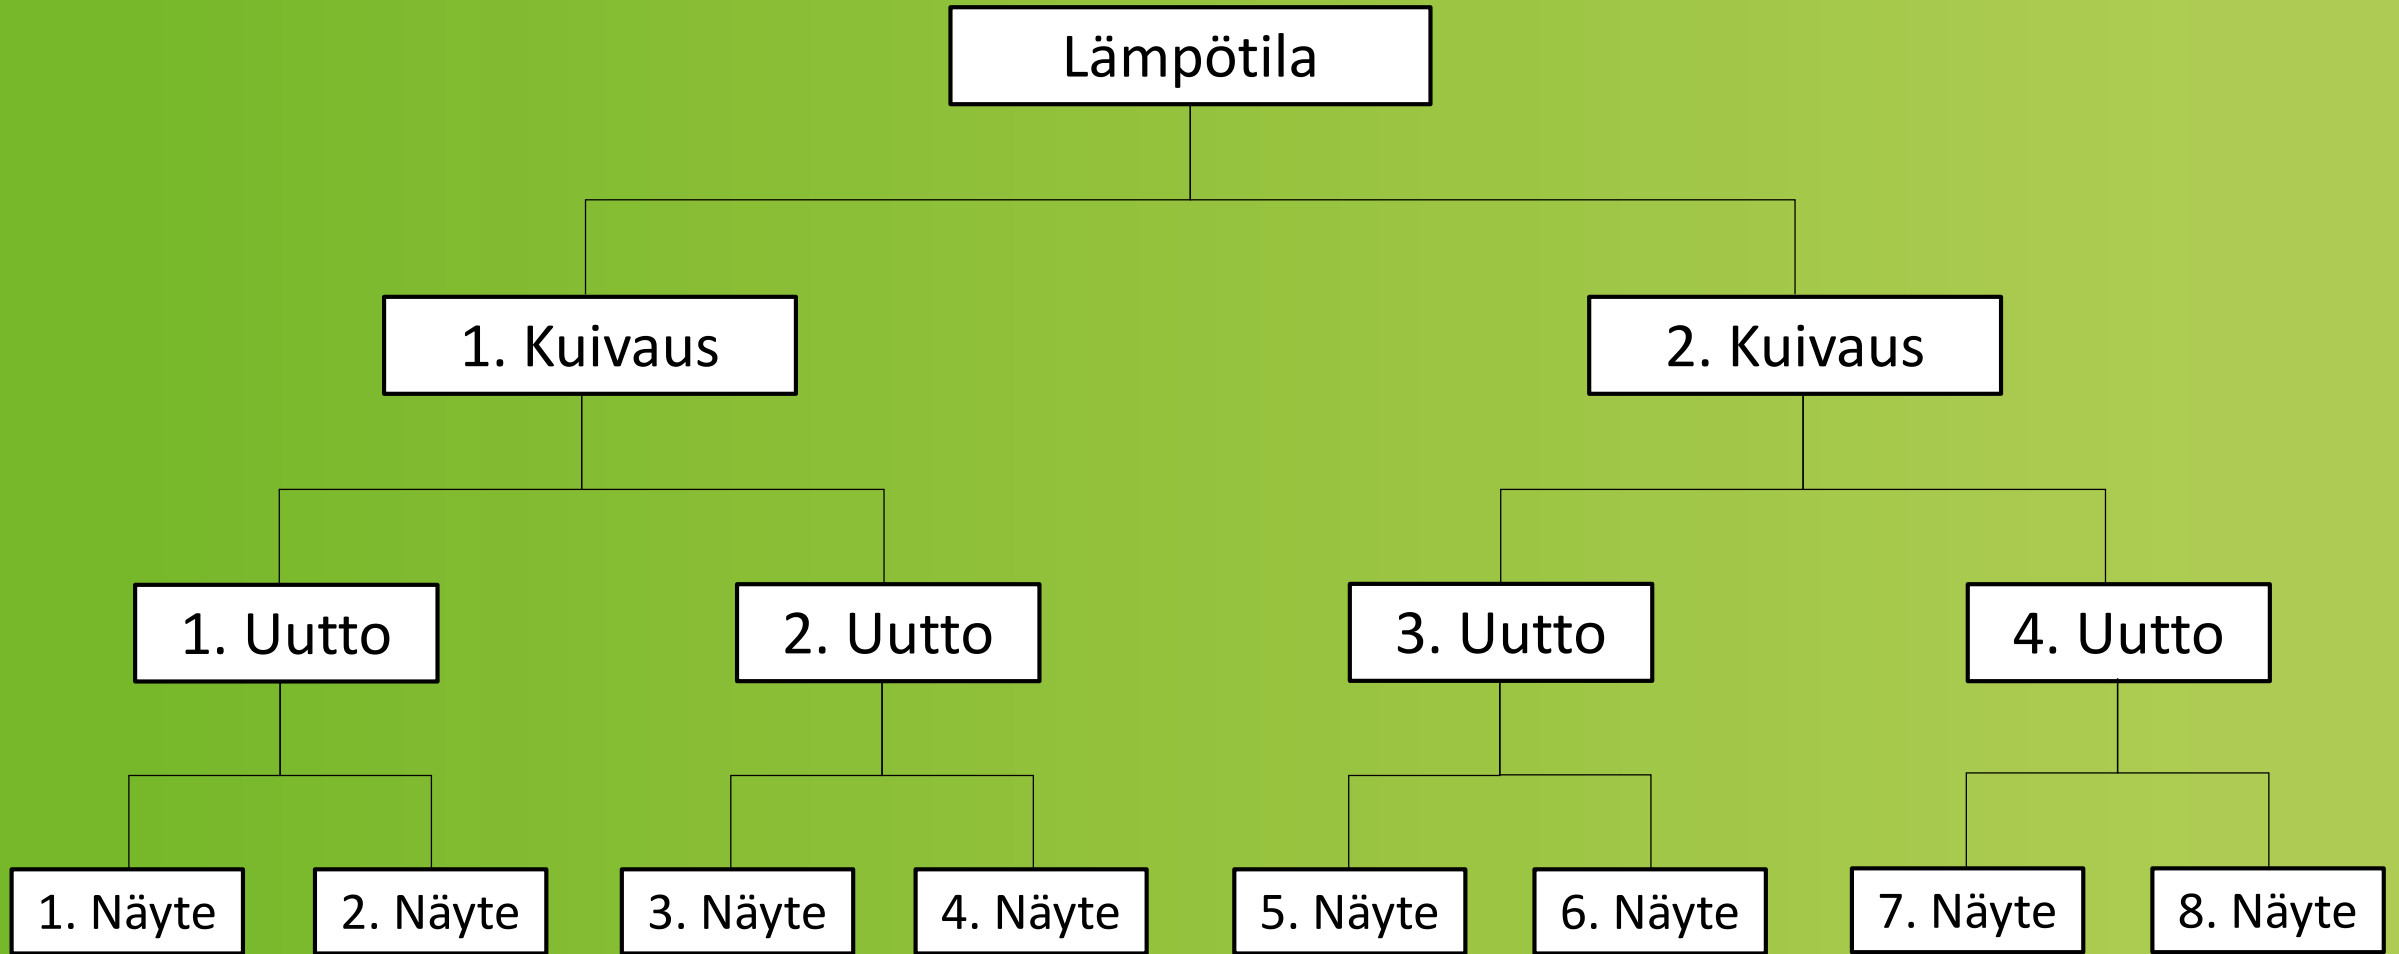 Lämpötila
1. Kuivaus
2. Kuivaus
1. Uutto
2. Uutto
3. Uutto
4. Uutto
1. Näyte
2. Näyte
3. Näyte
4. Näyte
5. Näyte
6. Näyte
7. Näyte
8. Näyte